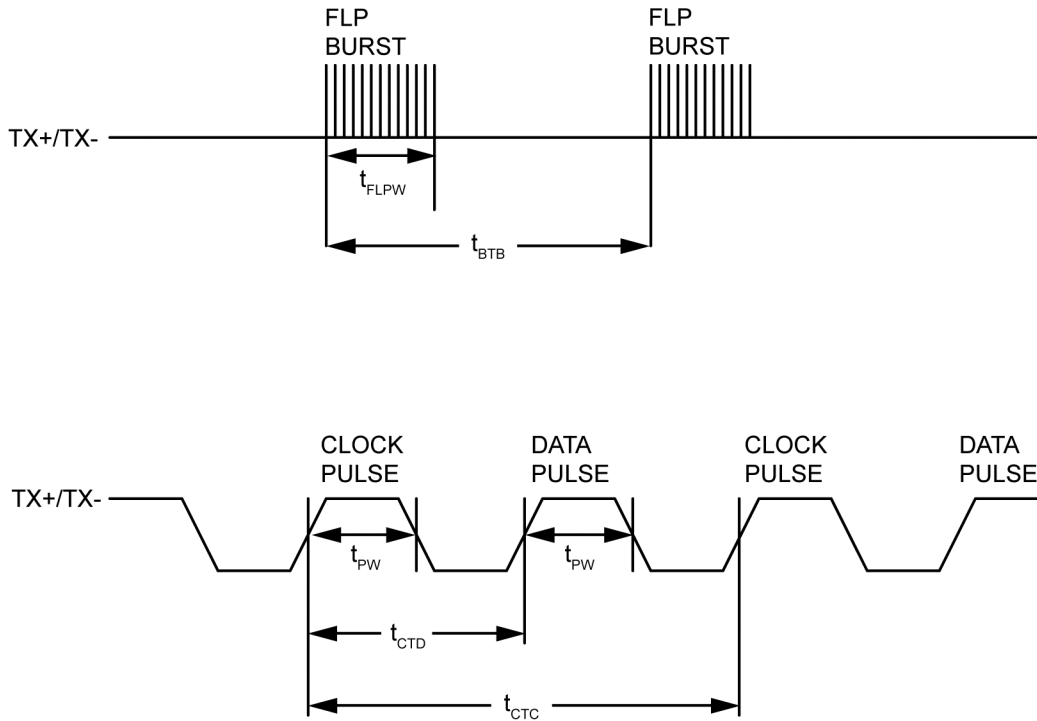 FLP
BURST
FLP
BURST
TX+/TX-
tFLPW
tBTB
CLOCK
PULSE
DATA
PULSE
CLOCK
PULSE
DATA
PULSE
TX+/TX-
tPW
tPW
tCTD
tCTC